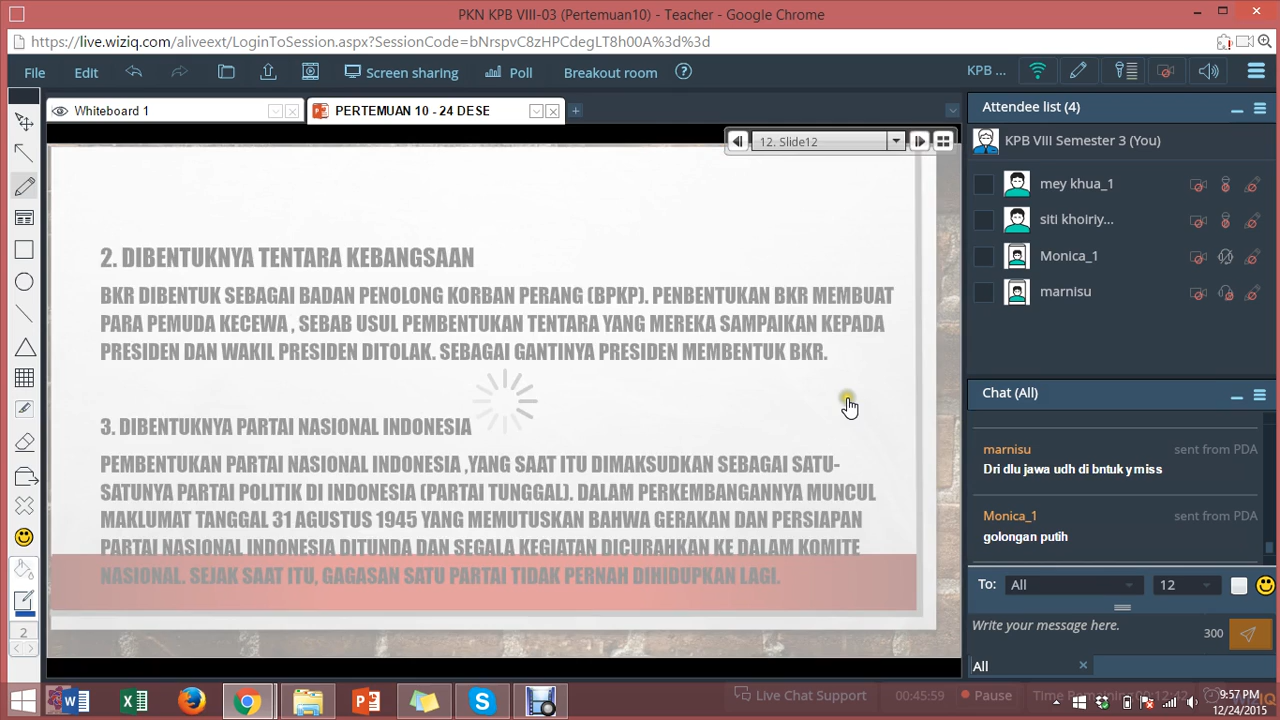 PKN KPB VIII-03 (Pertemuan10) - Teacher - Google Chrome
https://live.wiziq.com/aliveext/LoginToSession.aspx?SessionCode=bNrspvC8zHPCdegLT8h00A%3d%3d
File Edit Screen sharing Poll Breakout room ? KPB ...
Whiteboard 1 PERTEMUAN 10 - 24 DESE
12. Slide12
2. DIBENTUKNYA TENTARA KEBANGSAAN
BKR DIBENTUK SEBAGAI BADAN PENOLONG KORBAN PERANG (BPKP). PENBENTUKAN BKR MEMBUAT
PARA PEMUDA KECEWA , SEBAB USUL PEMBENTUKAN TENTARA YANG MEREKA SAMPAIKAN KEPADA
PRESIDEN DAN WAKIL PRESIDEN DITOLAK. SEBAGAI GANTINYA PRESIDEN MEMBENTUK BKR.
3. DIBENTUKNYA PARTAI NASIONAL INDONESIA
PEMBENTUKAN PARTAI NASIONAL INDONESIA ,YANG SAAT ITU DIMAKSUDKAN SEBAGAI SATU-
SATUNYA PARTAI POLITIK DI INDONESIA (PARTAI TUNGGAL). DALAM PERKEMBANGANNYA MUNCUL
MAKLUMAT TANGGAL 31 AGUSTUS 1945 YANG MEMUTUSKAN BAHWA GERAKAN DAN PERSIAPAN
PARTAI NASIONAL INDONESIA DITUNDA DAN SEGALA KEGIATAN DICURAHKAN KE DALAM KOMITE
NASIONAL. SEJAK SAAT ITU, GAGASAN SATU PARTAI TIDAK PERNAH DIHIDUPKAN LAGI.
2
Attendee list (4)
KPB VIII Semester 3 (You)
mey khua_1
siti khoiriy...
Monica_1
marnisu
Chat (All)
marnisu sent from PDA
Dri dlu jawa udh di bntuk y miss
Monica_1 sent from PDA
golongan putih
To: All 12
Write your message here.
300
All
Live Chat Support 00:45:59 Pause Time Remaining 00:12:42
9:57 PM
12/24/2015